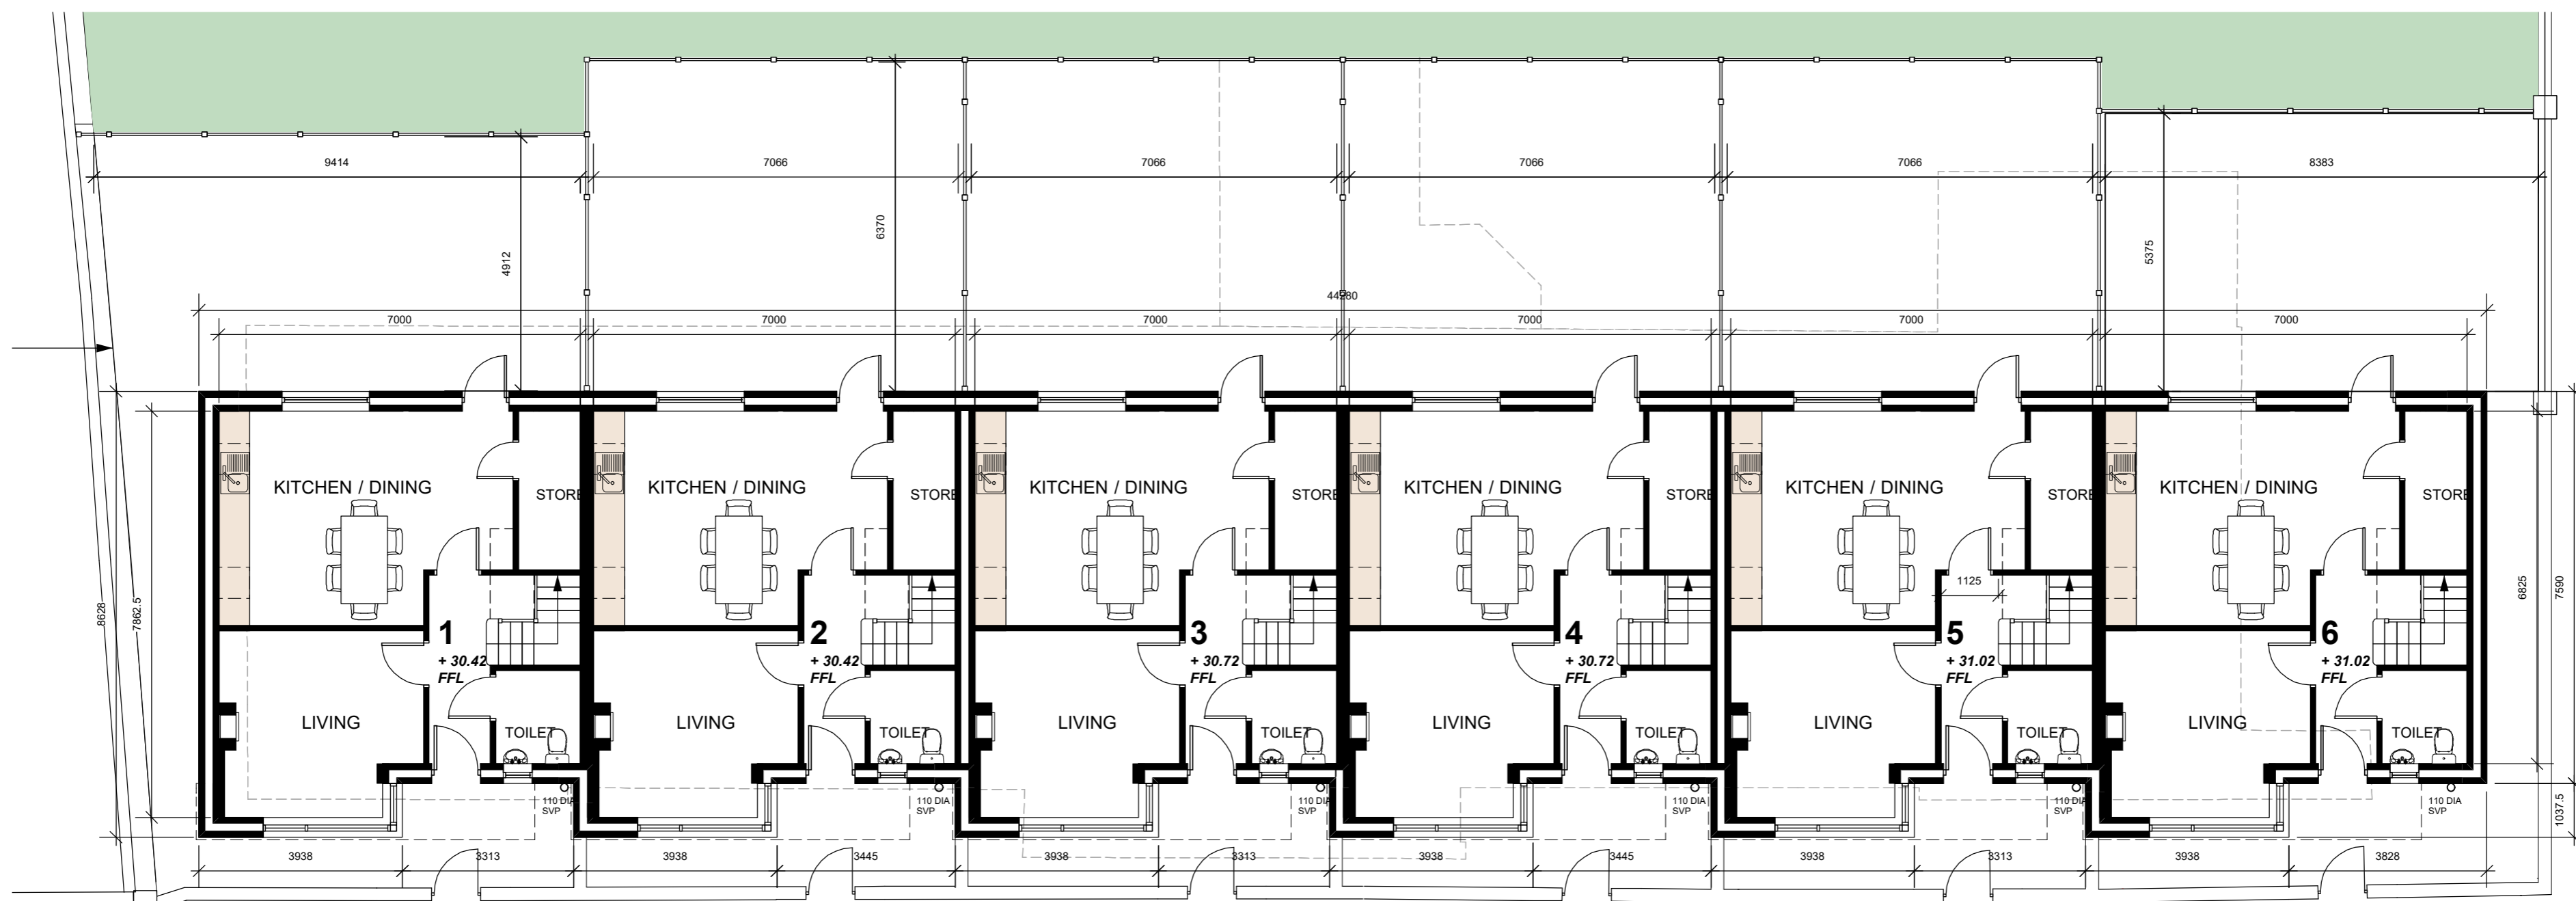 9414
7066
7066
7066
7066
8383
6370
4912
5375
44280
7000
7000
7000
7000
7000
7000
KITCHEN / DINING
STORE
KITCHEN / DINING
STORE
KITCHEN / DINING
STORE
KITCHEN / DINING
STORE
KITCHEN / DINING
STORE
KITCHEN / DINING
STORE
1125
8628
7862.5
6825
7590
1
+ 30.42
FFL
2
+ 30.42
FFL
3
+ 30.72
FFL
4
+ 30.72
FFL
5
+ 31.02
FFL
6
+ 31.02
FFL
LIVING
TOILET
LIVING
TOILET
LIVING
TOILET
LIVING
TOILET
LIVING
TOILET
LIVING
TOILET
110 DIA
SVP
110 DIA
SVP
110 DIA
SVP
110 DIA
SVP
110 DIA
SVP
110 DIA
SVP
1037.5
3938
3313
3938
3445
3938
3313
3938
3445
3938
3313
3938
3828